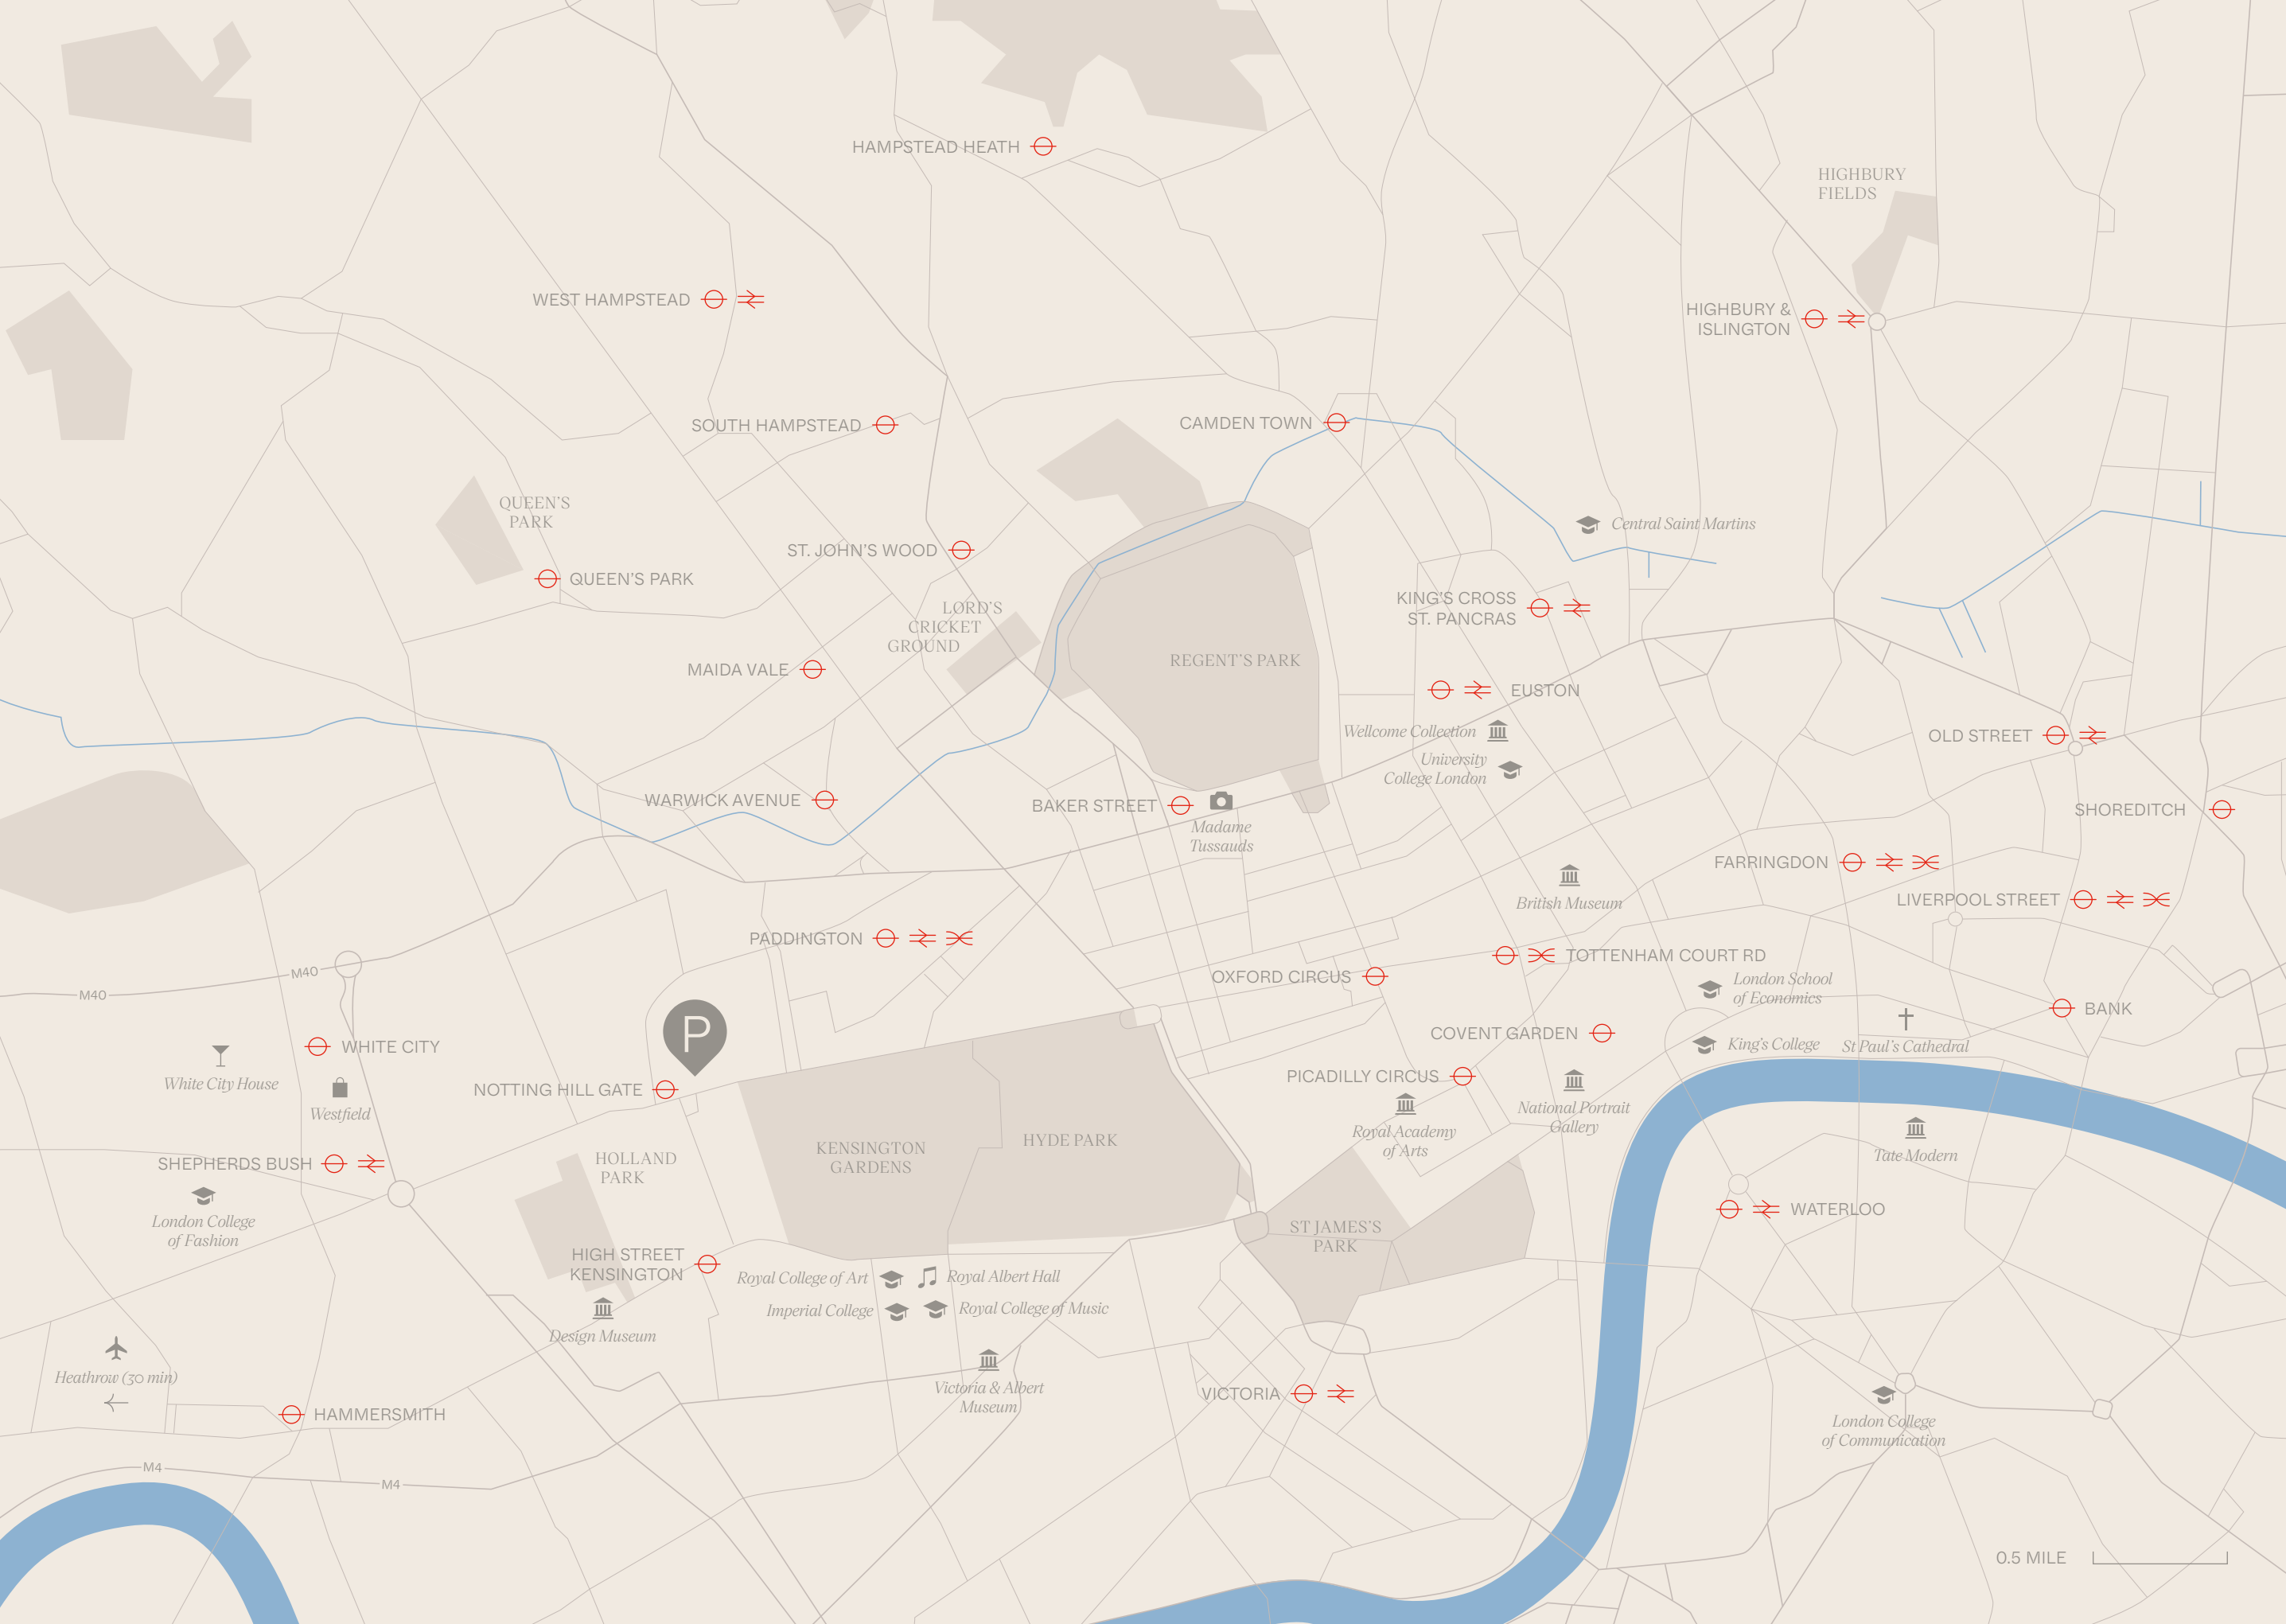 HAMPSTEAD HEATH
HIGHBURY
FIELDS
WEST HAMPSTEAD
HIGHBURY &
ISLINGTON
SOUTH HAMPSTEAD
CAMDEN TOWN
QUEEN'S
PARK
Central Saint Martins
ST. JOHN'S WOOD
QUEEN'S PARK
KING'S CROSS
ST. PANCRAS
LORD'S
CRICKET
GROUND
REGENT'S PARK
MAIDA VALE
EUSTON
Wellcome Collection
OLD STREET
University
College London
WARWICK AVENUE
BAKER STREET
Madame
Tussauds
SHOREDITCH
FARRINGDON
British Museum
LIVERPOOL STREET
PADDINGTON
TOTTENHAM COURT RD
OXFORD CIRCUS
M40
M40
London School
of Economics
BANK
P
COVENT GARDEN
WHITE CITY
King's College
St Paul's Cathedral
White City House
Westfield
NOTTING HILL GATE
PICADILLY CIRCUS
National Portrait
Gallery
Royal Academy
of Arts
KENSINGTON
GARDENS
HYDE PARK
Tate Modern
HOLLAND
PARK
SHEPHERDS BUSH
WATERLOO
London College
of Fashion
ST JAMES'S
PARK
HIGH STREET
KENSINGTON
Royal College of Art
Royal Albert Hall
Imperial College
Royal College of Music
Design Museum
Heathrow (30 min)
Victoria & Albert
Museum
VICTORIA
HAMMERSMITH
London College
of Communication
M4
M4
0.5 MILE